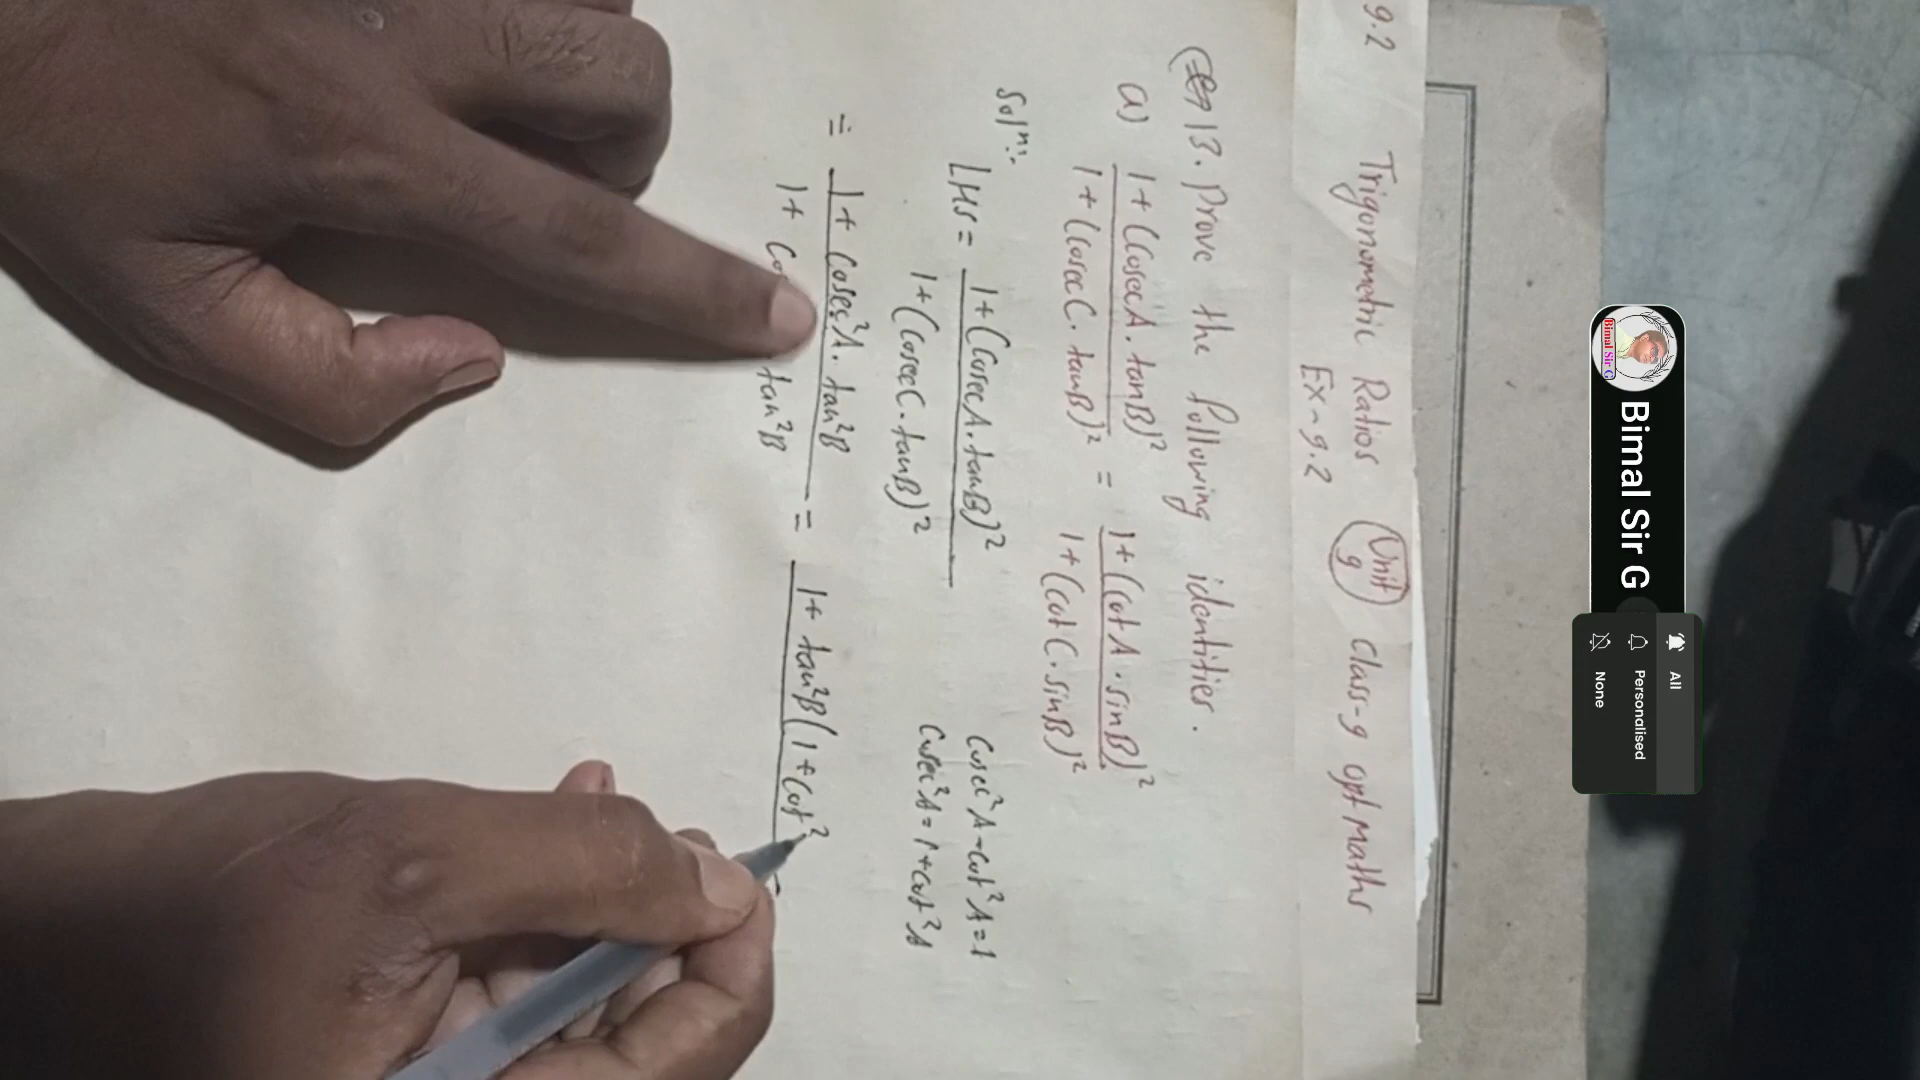 9.2 Trigonometric Ratios Unit 9 Class-9 opt maths
Ex-9.2
13. Prove the following identities.
a) 1+(CosecA.tanB)² / 1+(CosecC.tanB)² = 1+(CotA.sinB)² / 1+(CotC.sinB)²
Solⁿ:-
LHS = 1+(CosecA.tanB)² / 1+(CosecC.tanB)²
Cosec²A-Cot²A=1
Cosec²A=1+Cot²A
= 1+ Cosec²A.tan²B / 1+ Co tan²B = 1+ tan²B(1+Cot²
Bimal Sir G
Bimal Sir G
All
Personalised
None